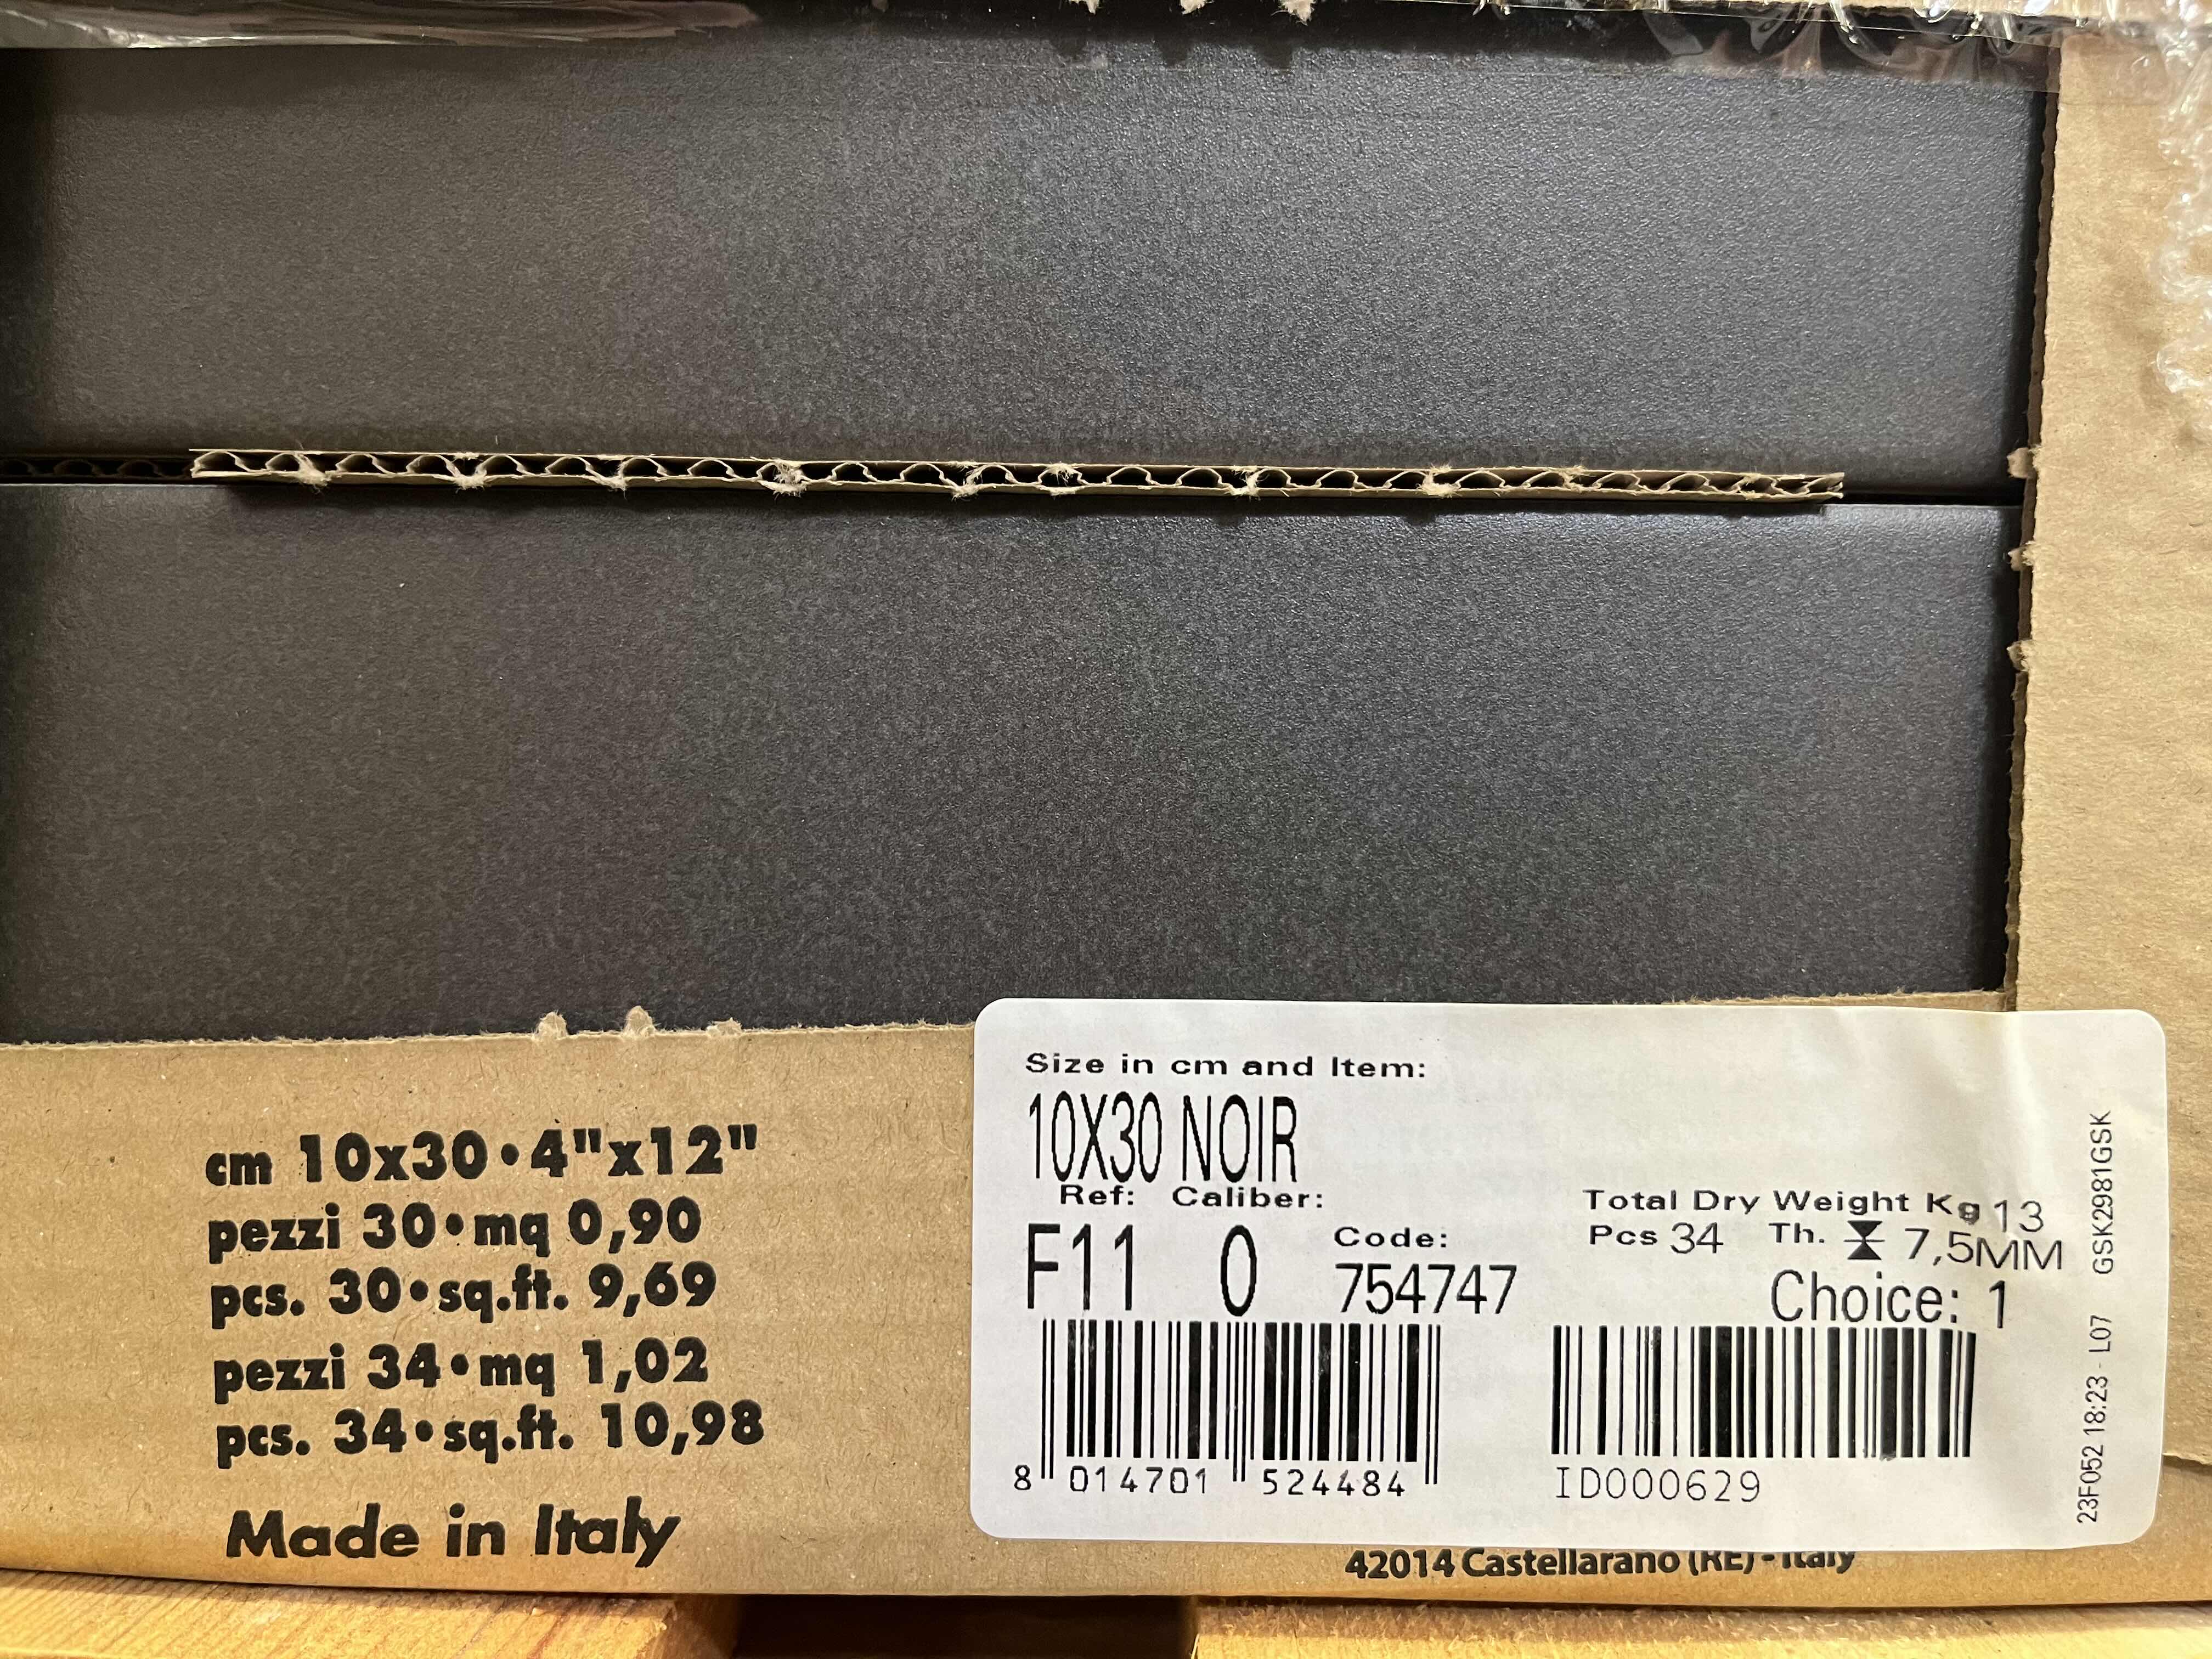 cm 10x30•4"x12"
pezzi 30•mq 0,90
pcs. 30•sq.ft. 9,69
pezzi 34•mq 1,02
pcs. 34•sq.ft. 10,98
Made in Italy
Size in cm and Item:
10X30 NOIR
Ref: Caliber:
F11 0
Code:
754747
Total Dry Weight Kg 13
Pcs 34 Th. 7,5MM
Choice: 1
8 014701 524484
ID000629
23F052 18:23 - L07 GSK2981GSK
42014 Castellarano (RE) - Italy